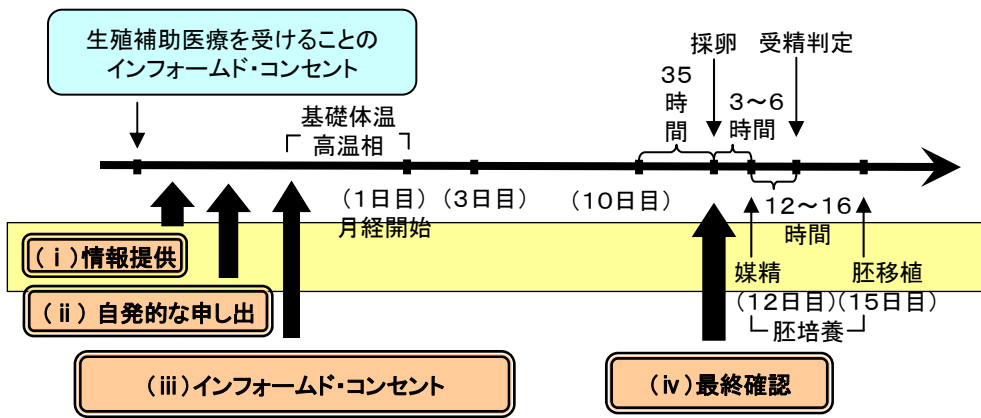 生殖補助医療を受けることの
インフォームド・コンセント
採卵
受精判定
35
時
間
3～6
時間
基礎体温
高温相
(1日目)
月経開始
(3日目)
(10日目)
12～16
時間
媒精
(12日目)
胚移植
(15日目)
胚培養
(ⅰ)情報提供
(ⅱ) 自発的な申し出
(ⅲ)インフォームド・コンセント
(ⅳ)最終確認